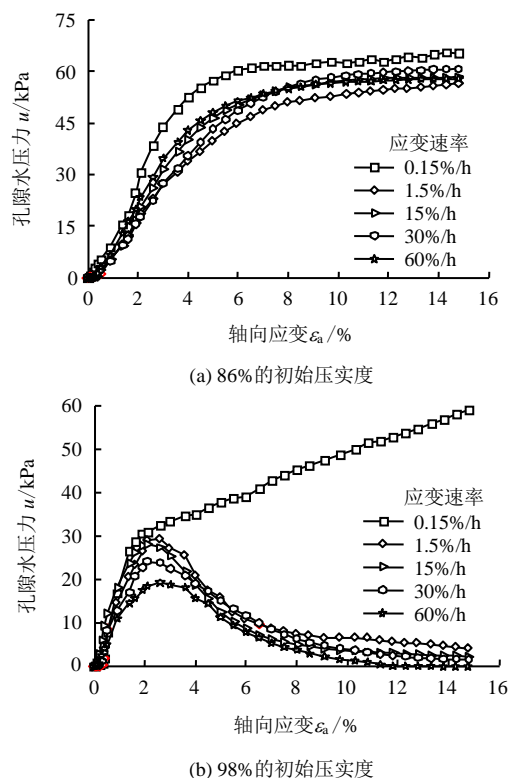 75
60
45
30
15
0
孔隙水压力 u/kPa
应变速率
0.15%/h
1.5%/h
15%/h
30%/h
60%/h
0 2 4 6 8 10 12 14 16
轴向应变εa /%
(a) 86%的初始压实度
60
50
40
30
20
10
0
孔隙水压力 u/kPa
应变速率
0.15%/h
1.5%/h
15%/h
30%/h
60%/h
0 2 4 6 8 10 12 14 16
轴向应变εa /%
(b) 98%的初始压实度